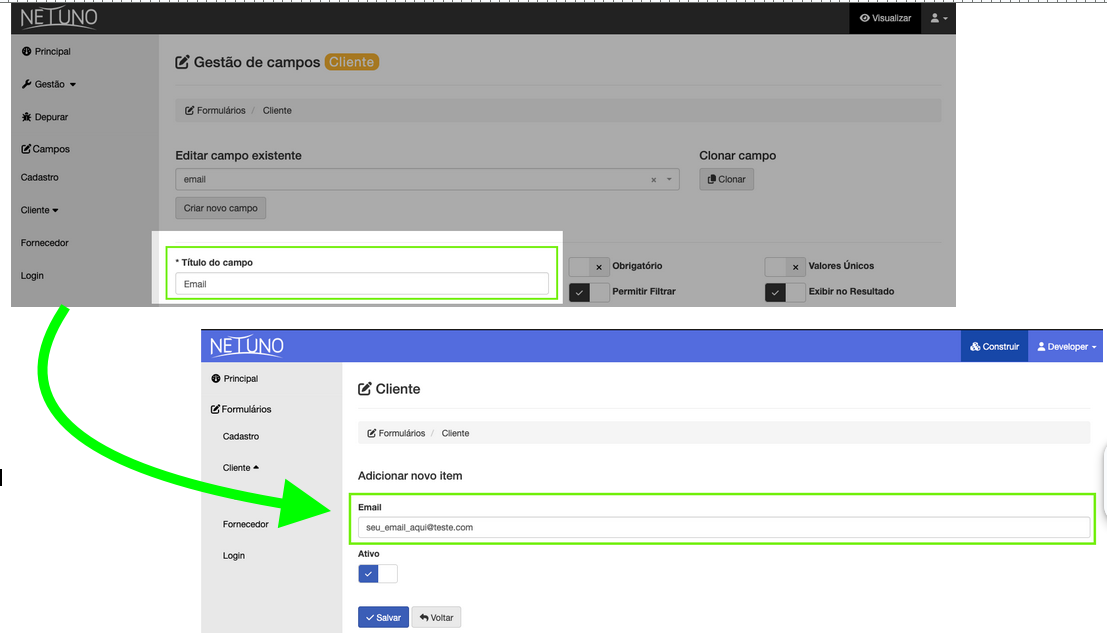 NETUNO
Visualizar
Principal
Gestão
Depurar
Campos
Cadastro
Cliente
Fornecedor
Login
Gestão de campos Cliente
Formulários / Cliente
Editar campo existente
Clonar campo
email
Clonar
Criar novo campo
* Título do campo
Email
Obrigatório
Valores Únicos
Permitir Filtrar
Exibir no Resultado
NETUNO
Construir
Developer
Principal
Formulários
Cadastro
Cliente
Fornecedor
Login
Cliente
Formulários / Cliente
Adicionar novo item
Email
seu_email_aqui@teste.com
Ativo
Salvar
Voltar